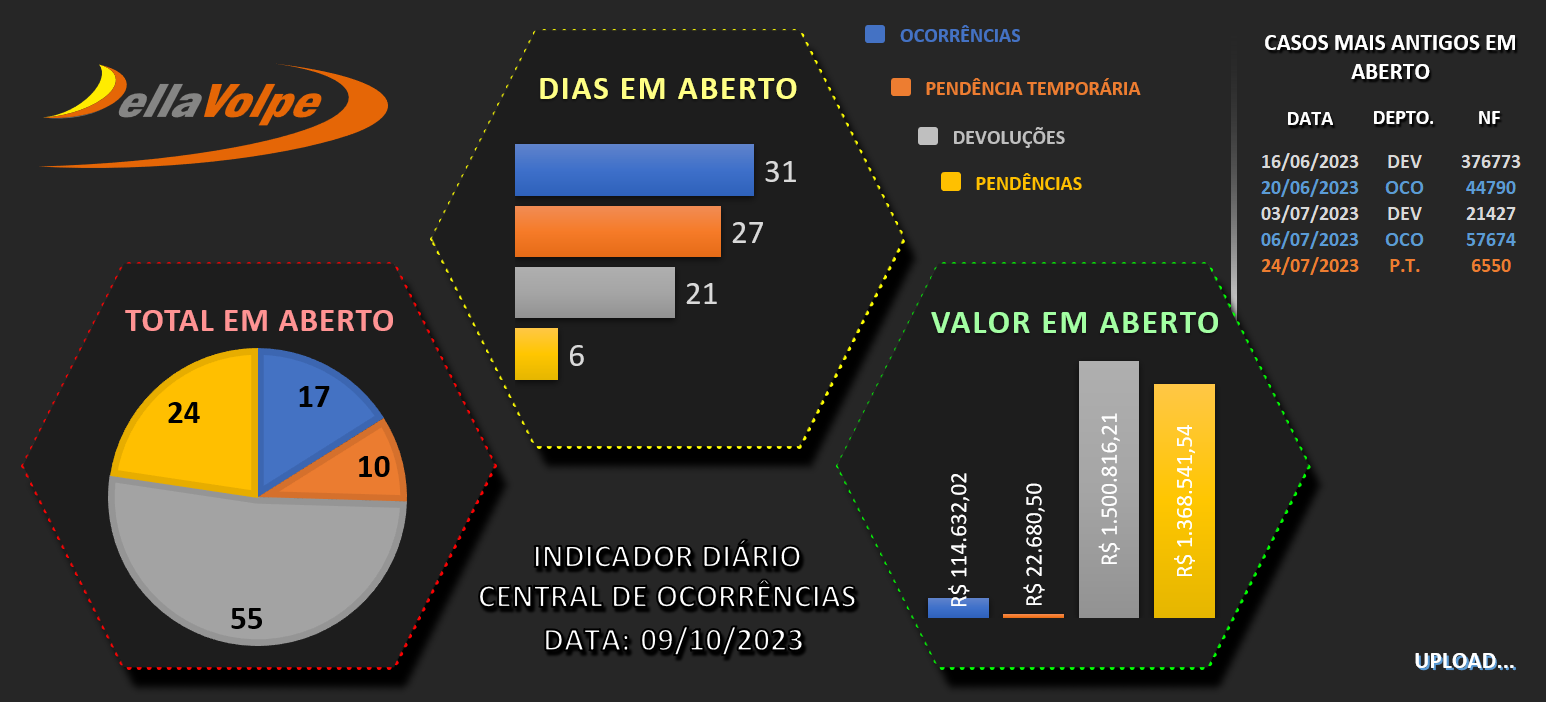 ellaVolpe
DIAS EM ABERTO
31
27
21
6
OCORRÊNCIAS
PENDÊNCIA TEMPORÁRIA
DEVOLUÇÕES
PENDÊNCIAS
CASOS MAIS ANTIGOS EM
ABERTO
DATA DEPTO. NF
16/06/2023 DEV 376773
20/06/2023 OCO 44790
03/07/2023 DEV 21427
06/07/2023 OCO 57674
24/07/2023 P.T. 6550
TOTAL EM ABERTO
17
10
55
24
VALOR EM ABERTO
R$ 114.632,02
R$ 22.680,50
R$ 1.500.816,21
R$ 1.368.541,54
INDICADOR DIÁRIO
CENTRAL DE OCORRÊNCIAS
DATA: 09/10/2023
UPLOAD...